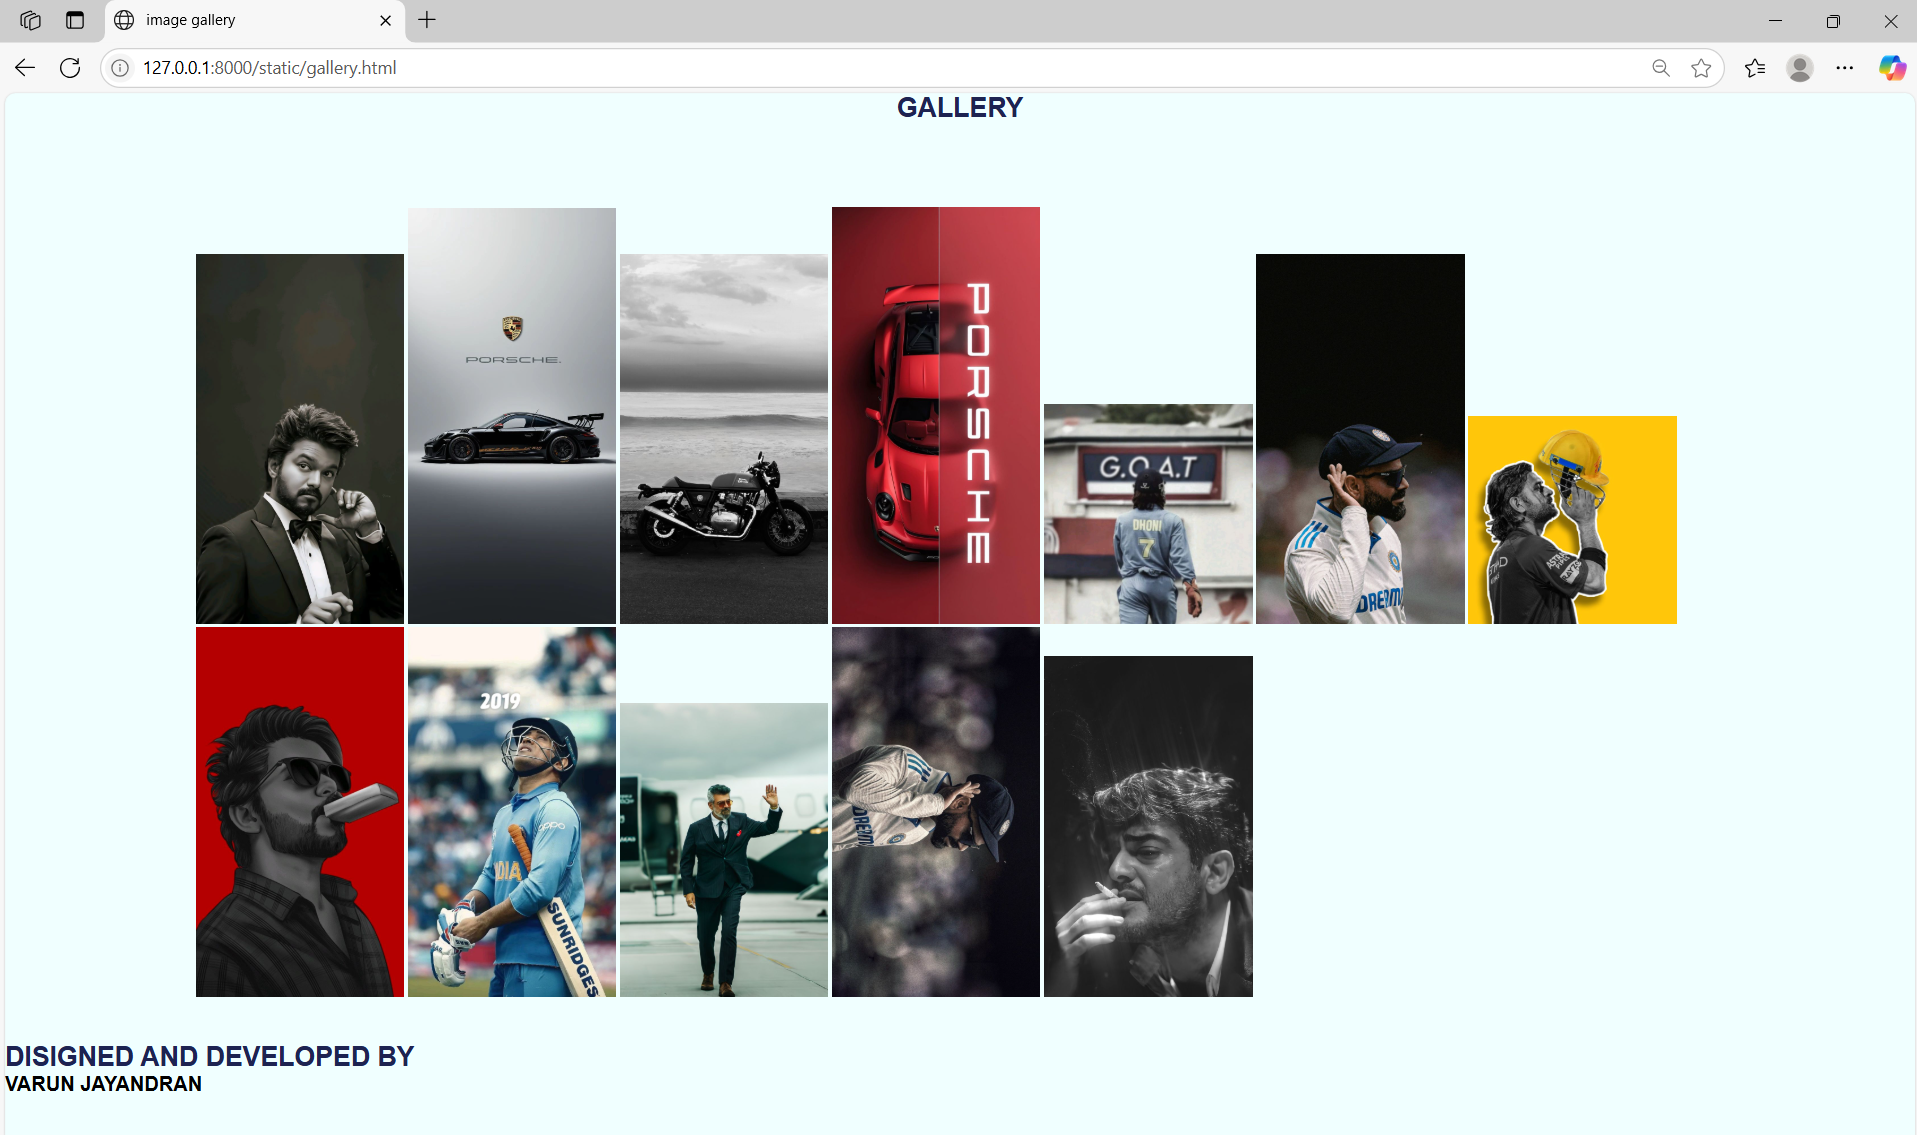 image gallery
127.0.0.1:8000/static/gallery.html
GALLERY
PORSCHE.
PORSCHE
G.O.A.T
DHONI
7
DREAM
2019
OPPO
DIA
SUNRIDGES
DREAM
DISIGNED AND DEVELOPED BY
VARUN JAYANDRAN